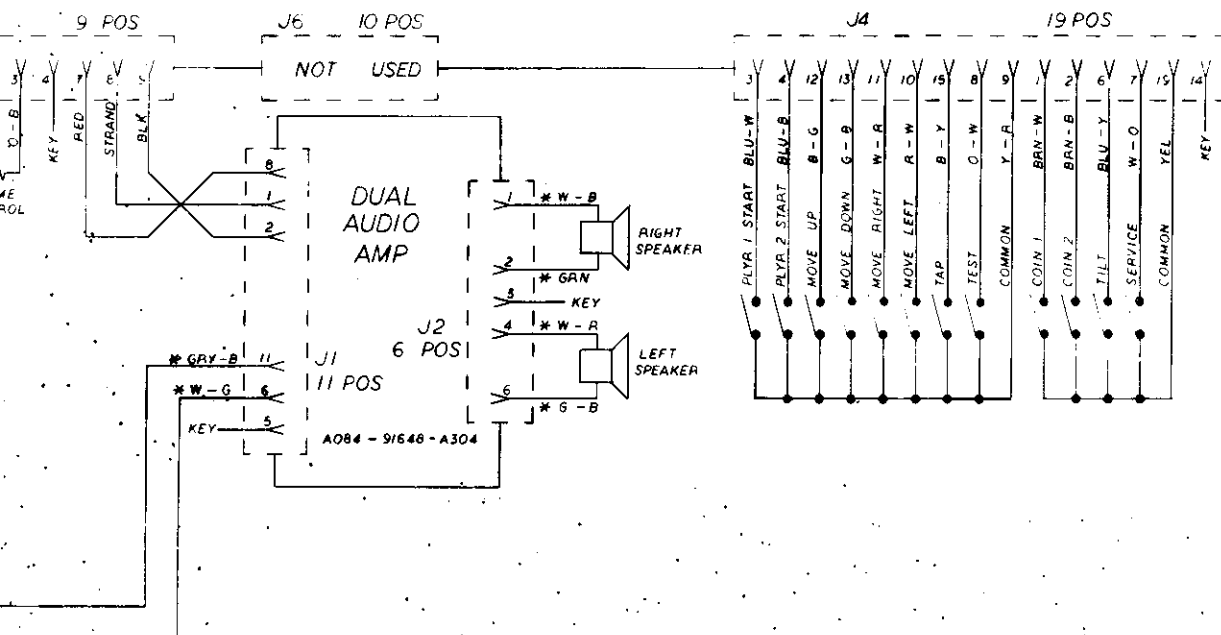 9 POS
J6 10 POS
J4 19 POS
NOT USED
3 4 7 8 9
O-B
KEY
RED
STRAND
BLK
3 4 12 13 11 10 15 8 9 1 2 6 7 19 14
PLYR 1 START BLU-W
PLYR 2 START BLU-B
MOVE UP B-G
MOVE DOWN G-B
MOVE RIGHT W-R
MOVE LEFT R-W
TAP B-Y
TEST O-W
COMMON Y-R
COIN 1 BRN-W
COIN 2 BRN-B
TILT BLU-Y
SERVICE W-O
COMMON YEL
KEY
8
1
2
DUAL
AUDIO
AMP
1 * W-B
RIGHT
SPEAKER
2
* GRN
KEY
4 * W-R
LEFT
SPEAKER
6
* G-B
J2
6 POS
* GRY-B 11
J1
11 POS
* W-G 6
KEY 5
A084-91648-A304